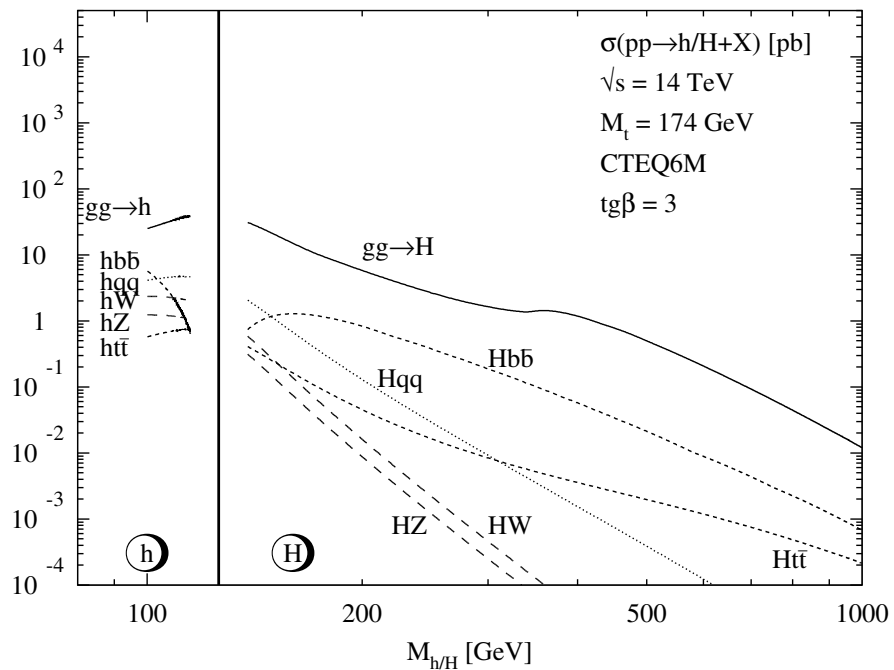 σ(pp→h/H+X) [pb]
√s = 14 TeV
M_t = 174 GeV
CTEQ6M
tgβ = 3
gg→h
hbb̄
hqq
hW
hZ
htt̄
gg→H
Hbb̄
Hqq
HZ
HW
Htt̄
h
H
10^4
10^3
10^2
10
1
10^-1
10^-2
10^-3
10^-4
100
200
500
1000
M_h/H [GeV]